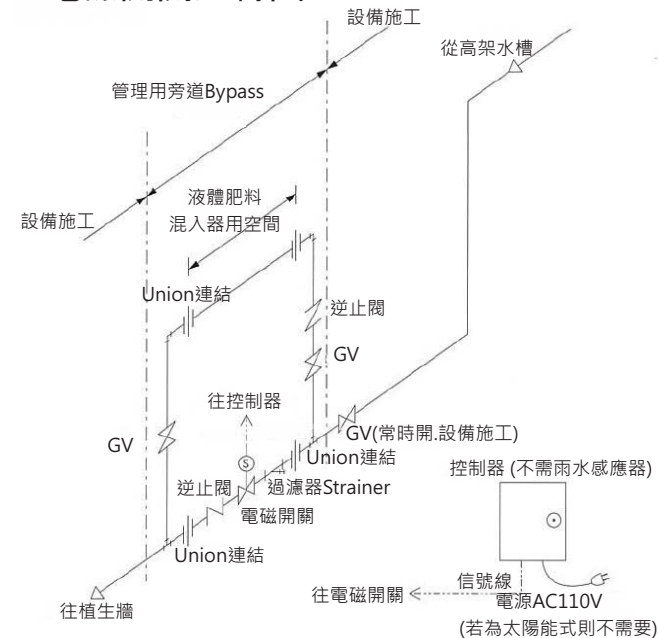 設備施工
從高架水槽
管理用旁道Bypass
液體肥料
混入器用空間
設備施工
Union連結
逆止閥
GV
往控制器
GV
GV(常時開.設備施工)
Union連結
控制器 (不需雨水感應器)
S
逆止閥
過濾器Strainer
電磁開關
Union連結
信號線
往電磁開關
電源AC110V
往植生牆
(若為太陽能式則不需要)